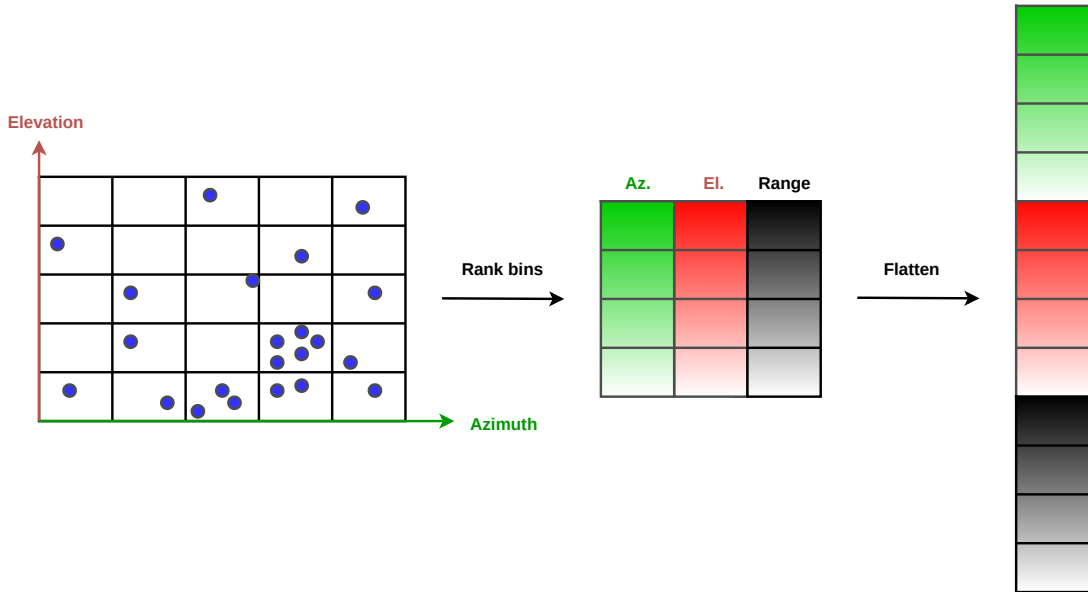 Elevation
Azimuth
Rank bins
Az.
El.
Range
Flatten